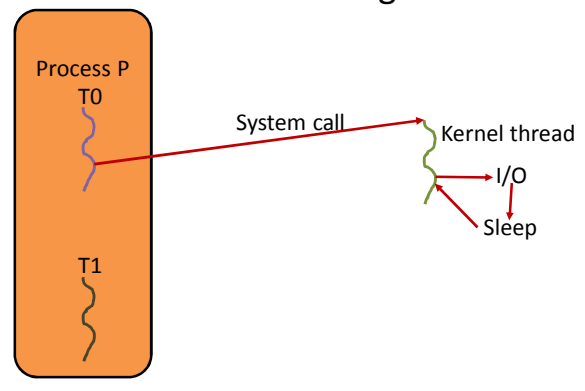 Process P
T0
System call
Kernel thread
I/O
Sleep
T1